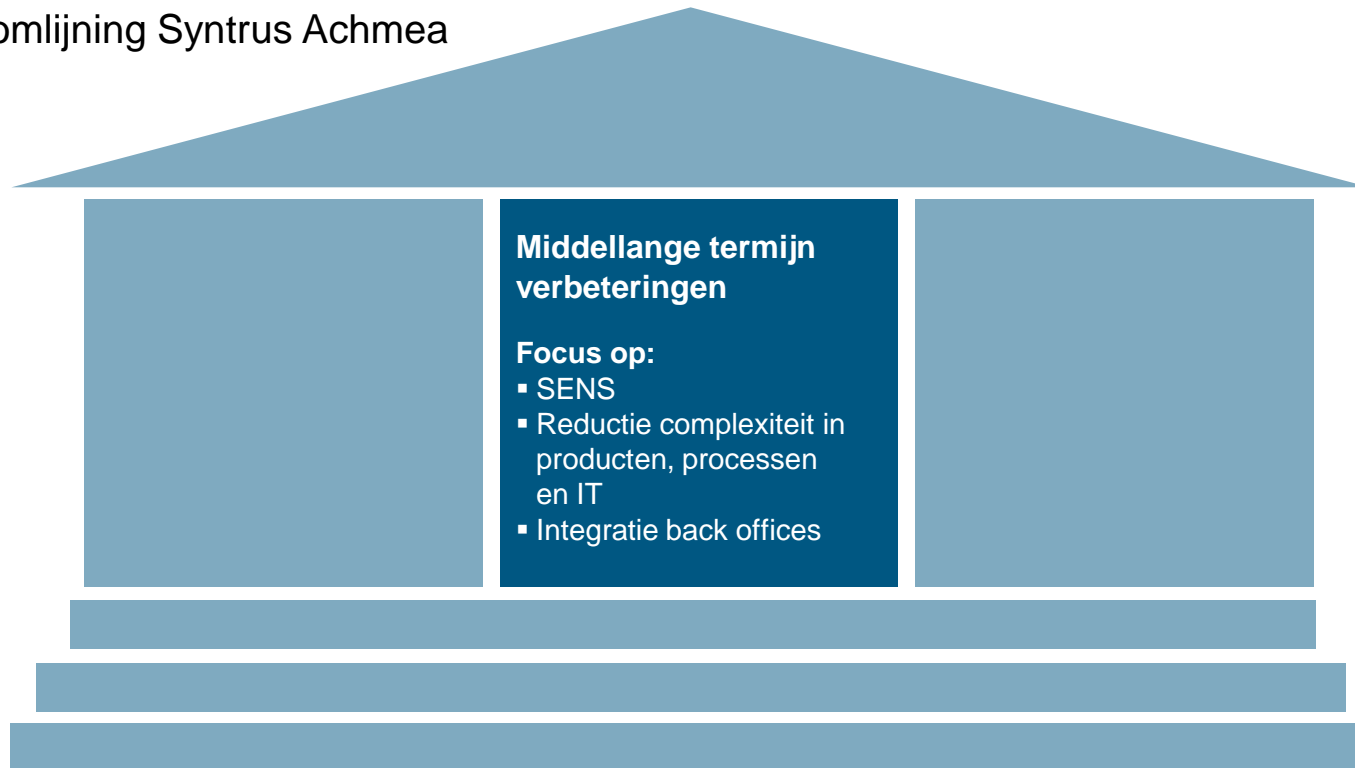 omlijning Syntrus Achmea
Middellange termijn
verbeteringen
Focus op:
▪ SENS
▪ Reductie complexiteit in
producten, processen
en IT
▪ Integratie back offices